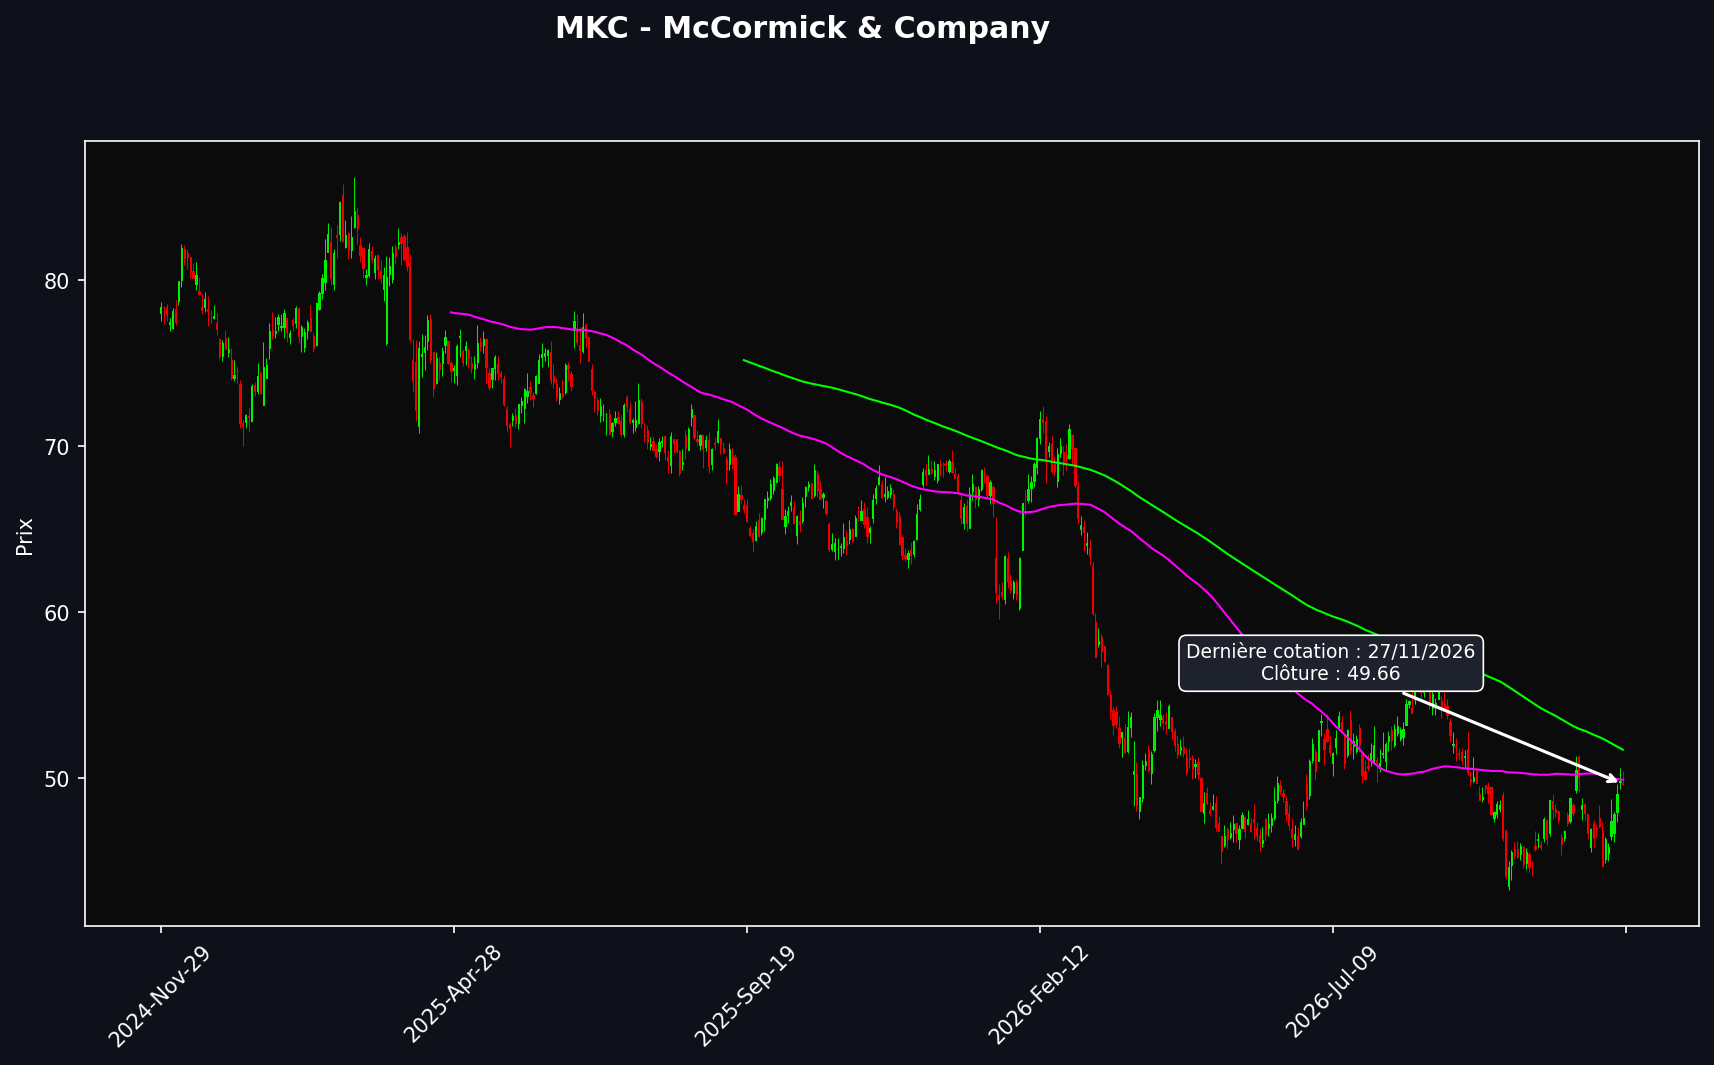 MKC - McCormick & Company
Prix
80
70
60
50
Dernière cotation : 27/11/2026
Clôture : 49.66
2024-Nov-29
2025-Apr-28
2025-Sep-19
2026-Feb-12
2026-Jul-09